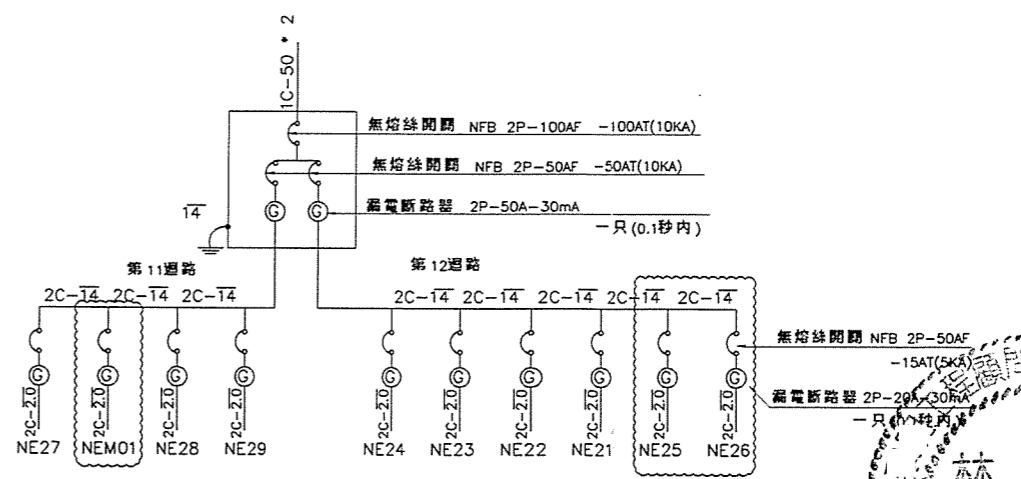 1C-50 * 2
無熔絲開關 NFB 2P-100AF -100AT(10KA)
無熔絲開關 NFB 2P-50AF -50AT(10KA)
漏電斷路器 2P-50A-30mA
一只(0.1秒內)
14
G G
第11迴路
第12迴路
2C-14 2C-14 2C-14
2C-14 2C-14 2C-14 2C-14 2C-14
無熔絲開關 NFB 2P-50AF
-15AT(5KA)
G G G G G G G G G G
漏電斷路器 2P-20A-30mA
一只
秒內)
2C-2.0 2C-2.0 2C-2.0 2C-2.0 2C-2.0 2C-2.0 2C-2.0 2C-2.0 2C-2.0 2C-2.0
NE27 NEM01 NE28 NE29 NE24 NE23 NE22 NE21 NE25 NE26
林